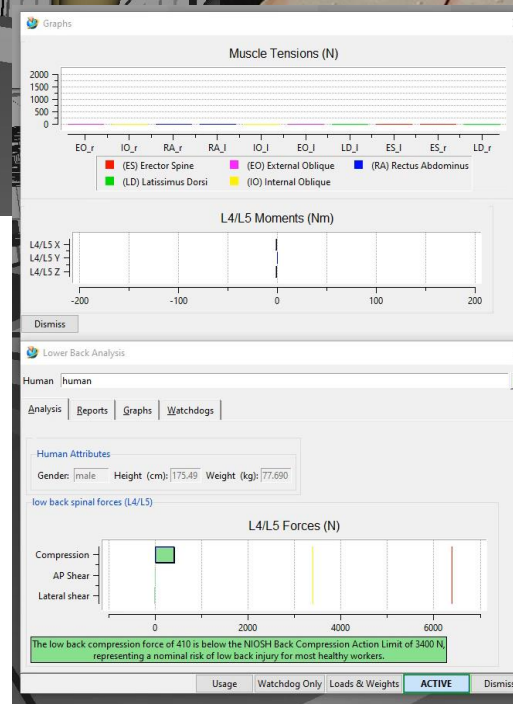 Graphs
Muscle Tensions (N)
2000
1500
1000
500
0
EO_r IO_r RA_r RA_l IO_l EO_l LD_l ES_l ES_r LD_r
(ES) Erector Spine (EO) External Oblique (RA) Rectus Abdominus
(LD) Latissimus Dorsi (IO) Internal Oblique
L4/L5 Moments (Nm)
L4/L5 X
L4/L5 Y
L4/L5 Z
-200 -100 0 100 200
Dismiss
Lower Back Analysis
Human human
Analysis Reports Graphs Watchdogs
Human Attributes
Gender: male Height (cm): 175.49 Weight (kg): 77.690
low back spinal forces (L4/L5)
L4/L5 Forces (N)
Compression
AP Shear
Lateral shear
0 2000 4000 6000
The low back compression force of 410 is below the NIOSH Back Compression Action Limit of 3400 N,
representing a nominal risk of low back injury for most healthy workers.
Usage Watchdog Only Loads & Weights ACTIVE Dismiss